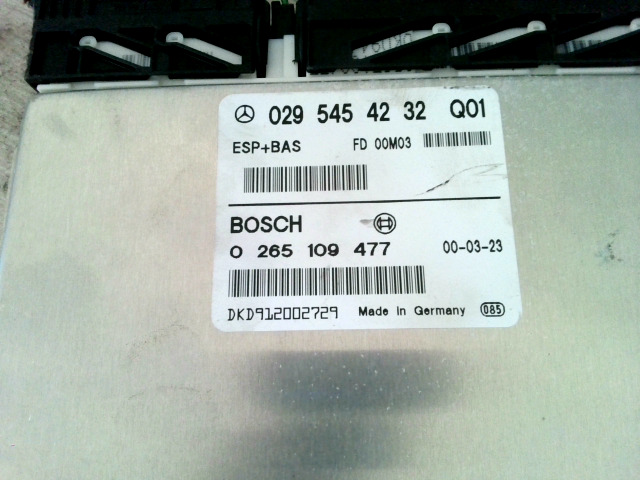 029 545 42 32 Q01
ESP+BAS FD 00M03
BOSCH
0 265 109 477 00-03-23
DKD912002729 Made in Germany 085